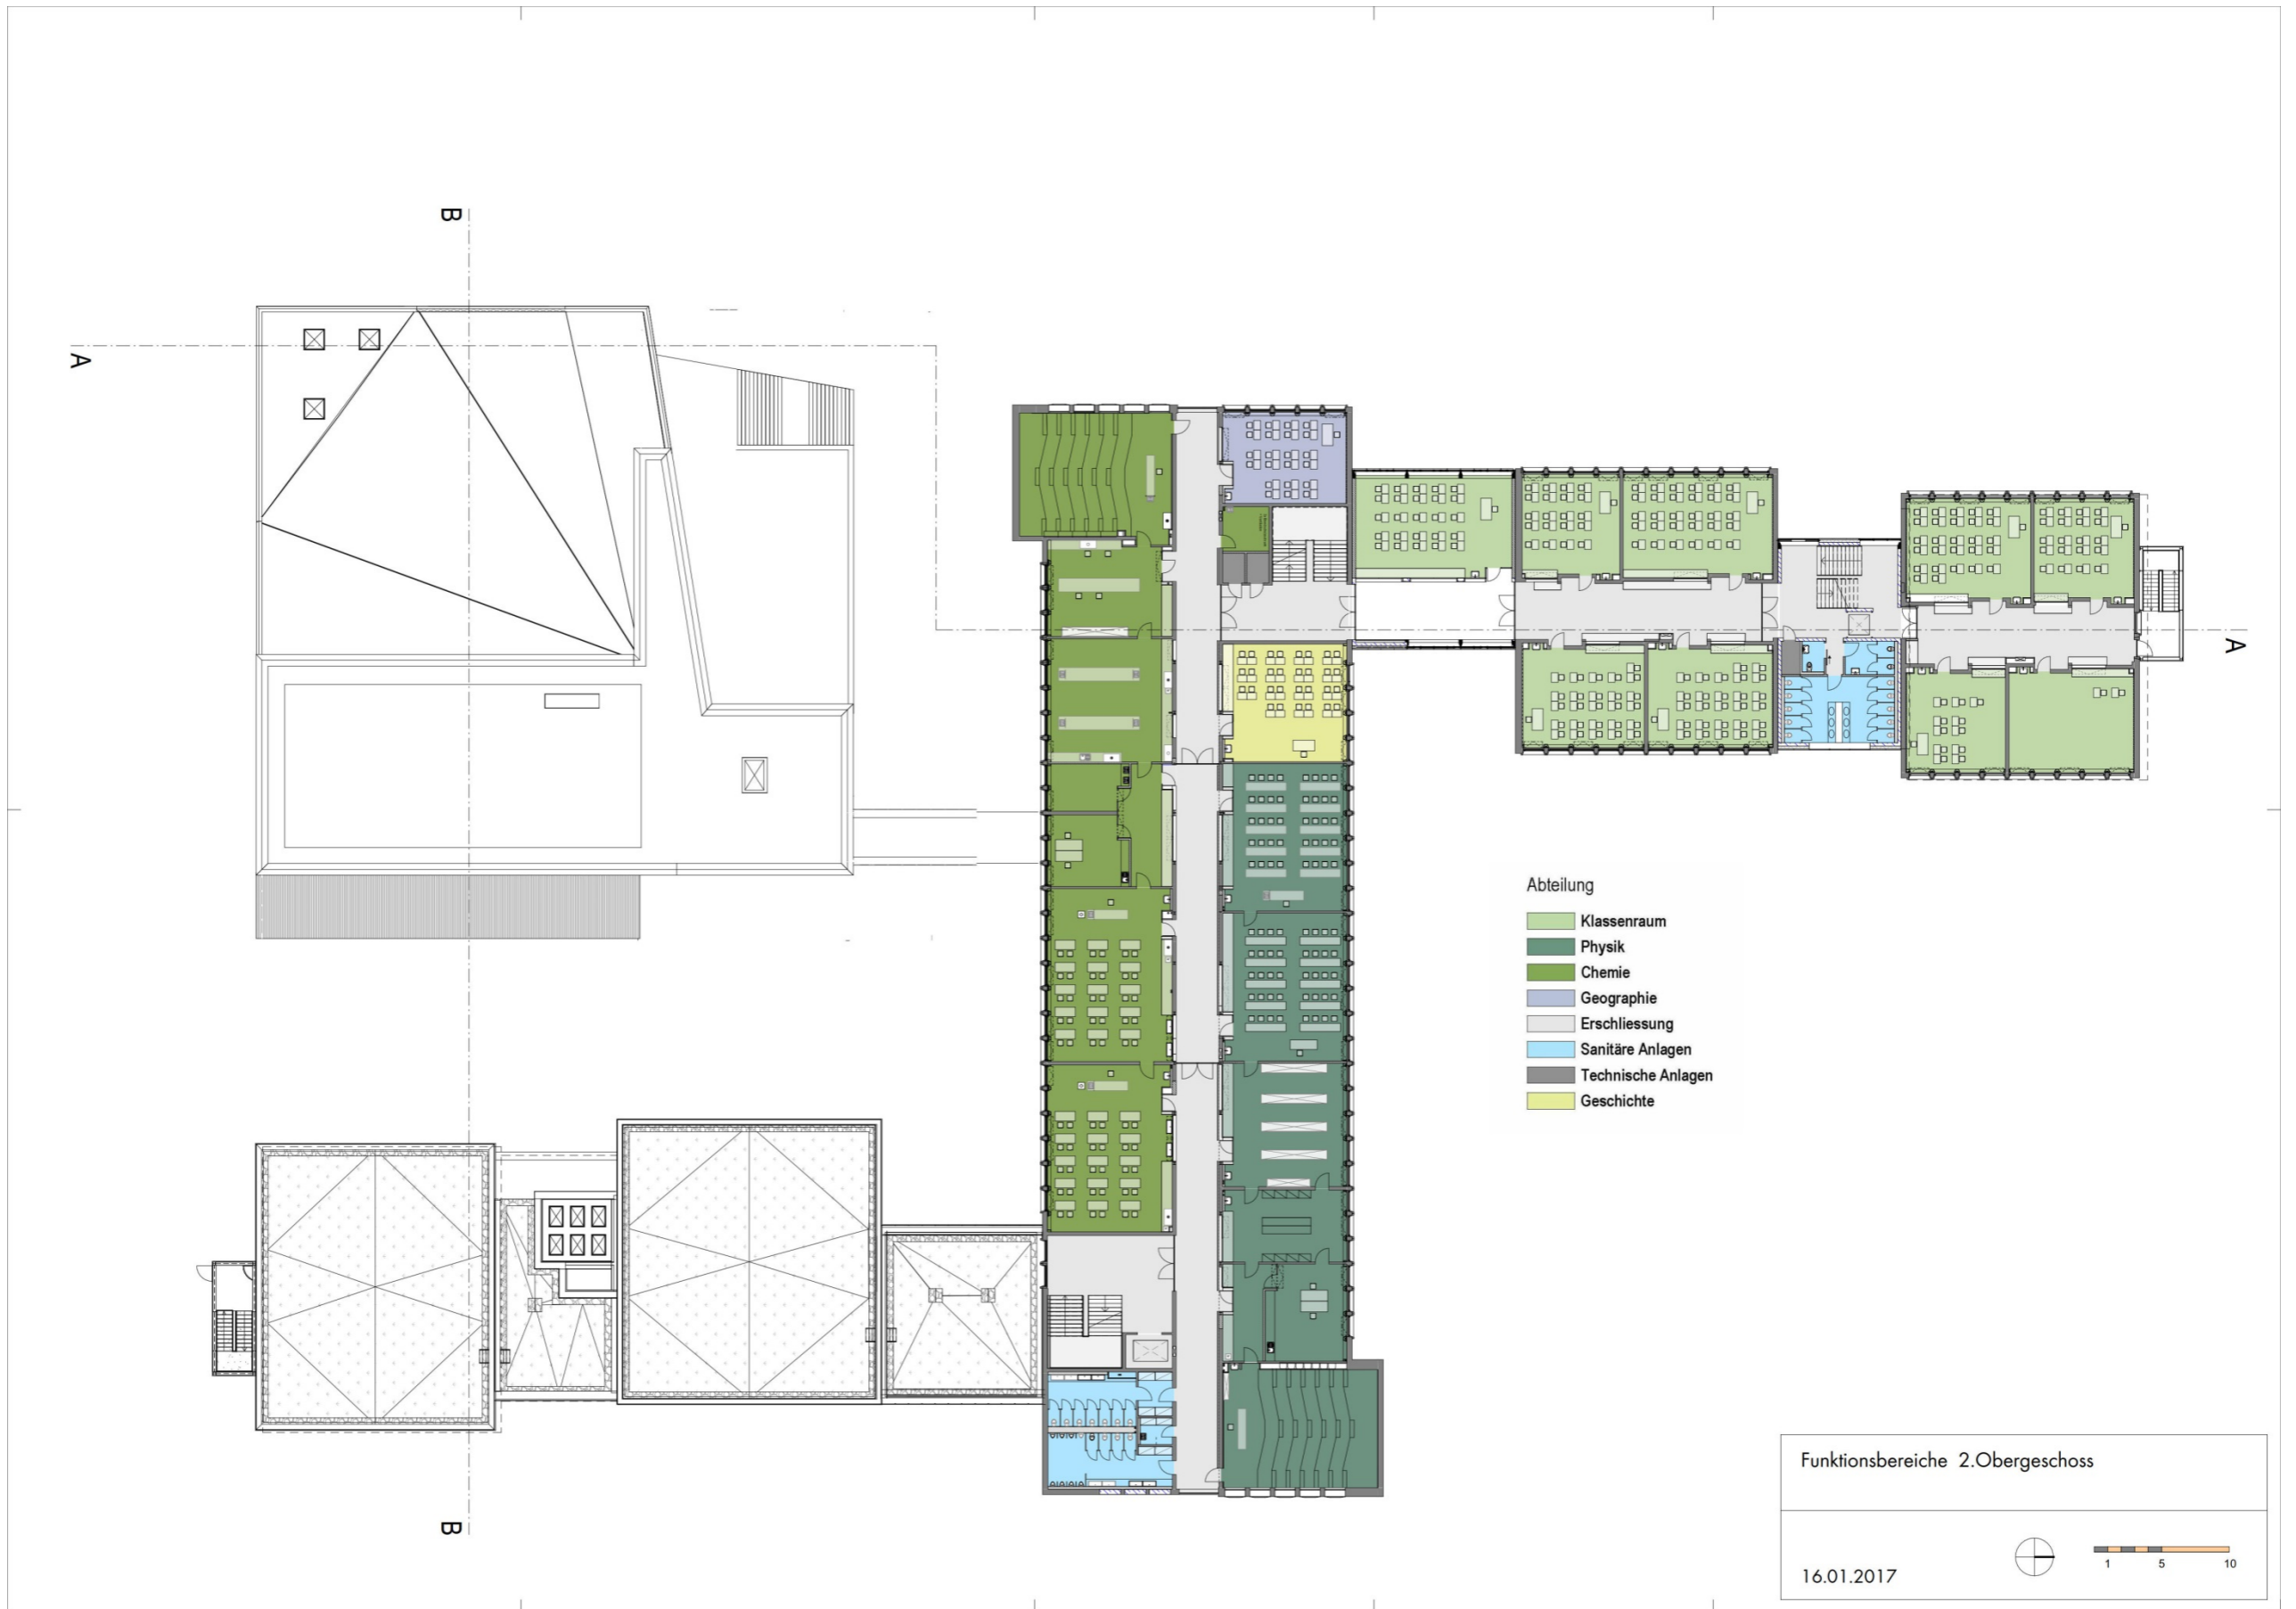 B
A
A
Abteilung
Klassenraum
Physik
Chemie
Geographie
Erschliessung
Sanitäre Anlagen
Technische Anlagen
Geschichte
B
Funktionsbereiche 2.Obergeschoss
16.01.2017
1 5 10